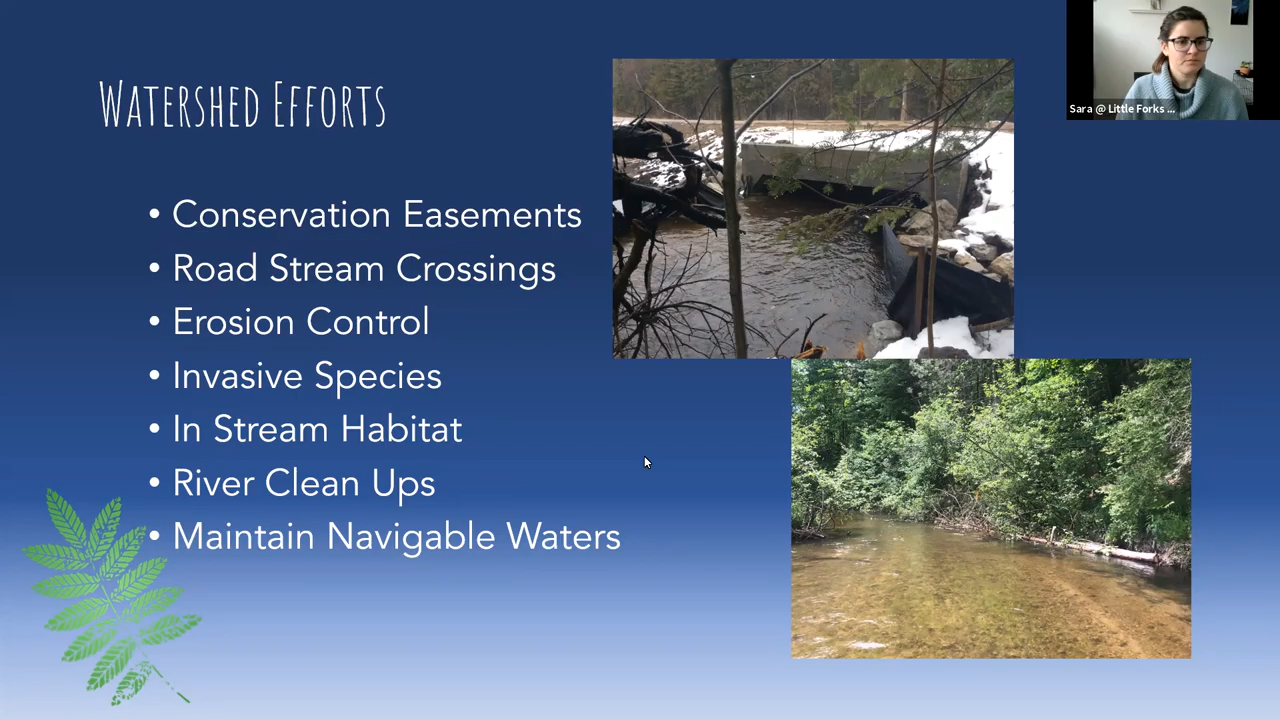 Watershed Efforts
• Conservation Easements
• Road Stream Crossings
• Erosion Control
• Invasive Species
• In Stream Habitat
• River Clean Ups
• Maintain Navigable Waters
Sara @ Little Forks ...